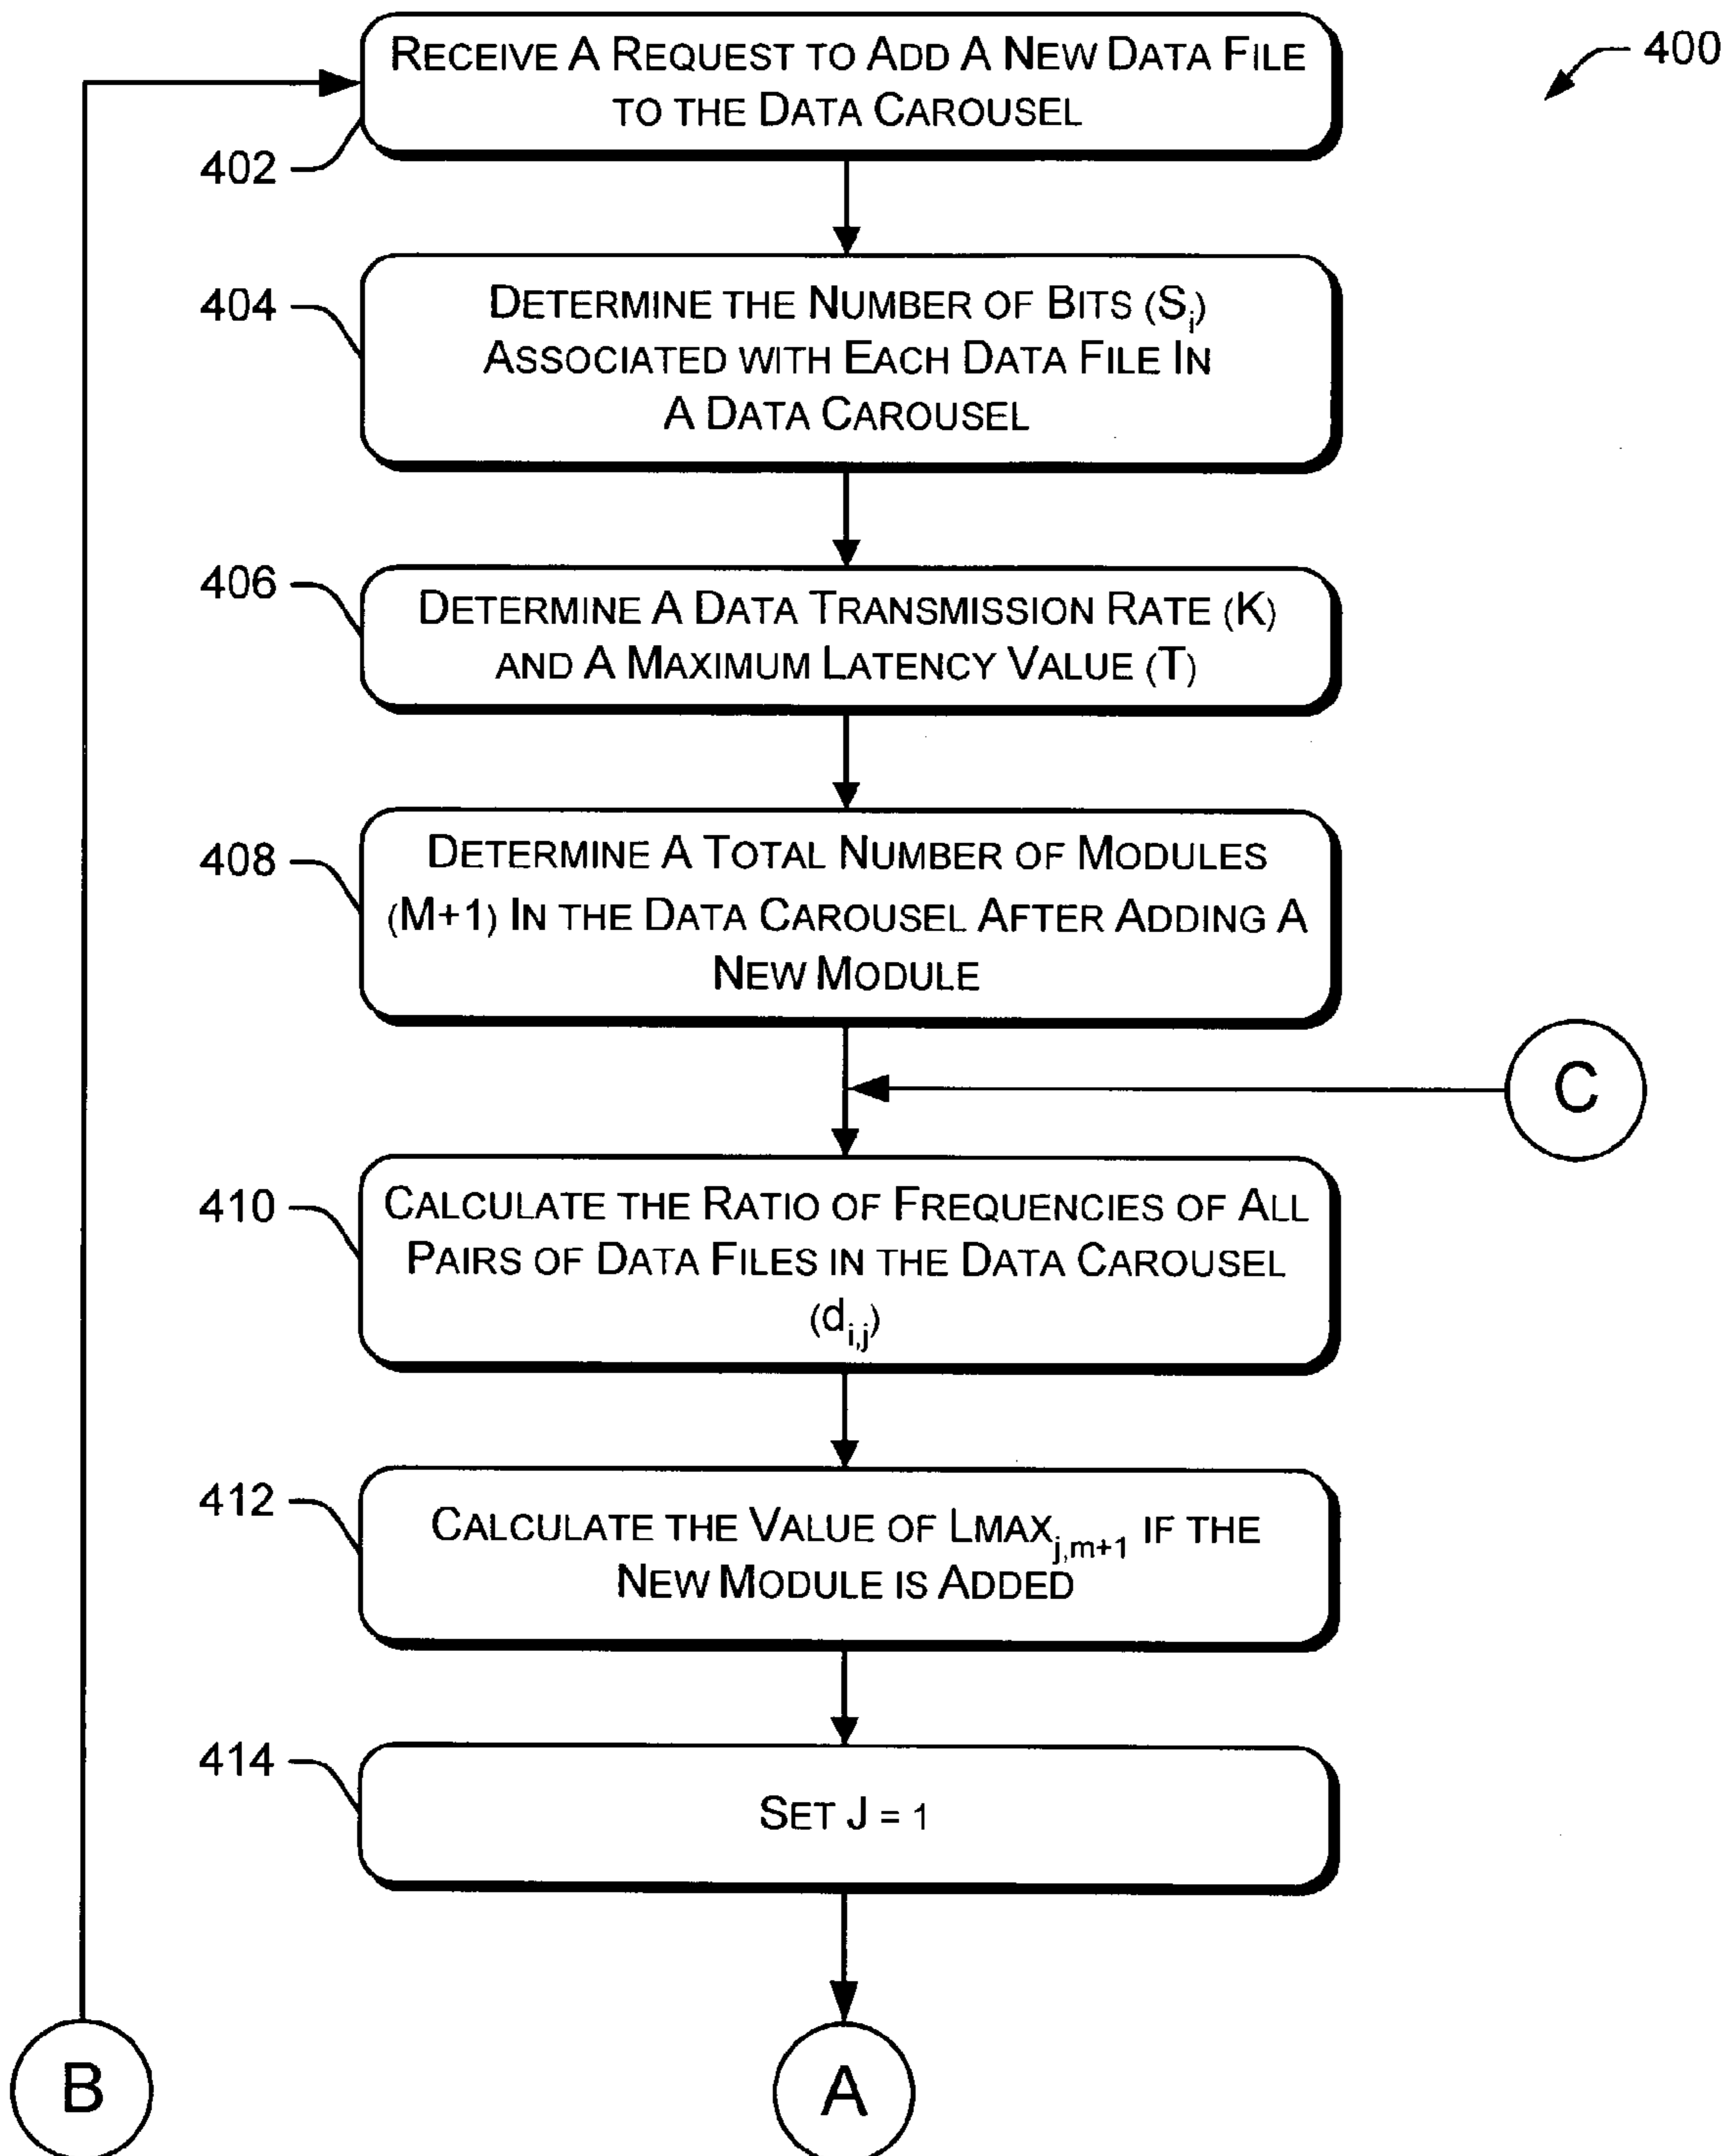 RECEIVE A REQUEST TO ADD A NEW DATA FILE
TO THE DATA CAROUSEL
400
402
DETERMINE THE NUMBER OF BITS (Si)
ASSOCIATED WITH EACH DATA FILE IN
A DATA CAROUSEL
404
DETERMINE A DATA TRANSMISSION RATE (K)
AND A MAXIMUM LATENCY VALUE (T)
406
DETERMINE A TOTAL NUMBER OF MODULES
(M+1) IN THE DATA CAROUSEL AFTER ADDING A
NEW MODULE
408
C
CALCULATE THE RATIO OF FREQUENCIES OF ALL
PAIRS OF DATA FILES IN THE DATA CAROUSEL
(di,j)
410
CALCULATE THE VALUE OF LMAXj,m+1 IF THE
NEW MODULE IS ADDED
412
SET J = 1
414
B
A